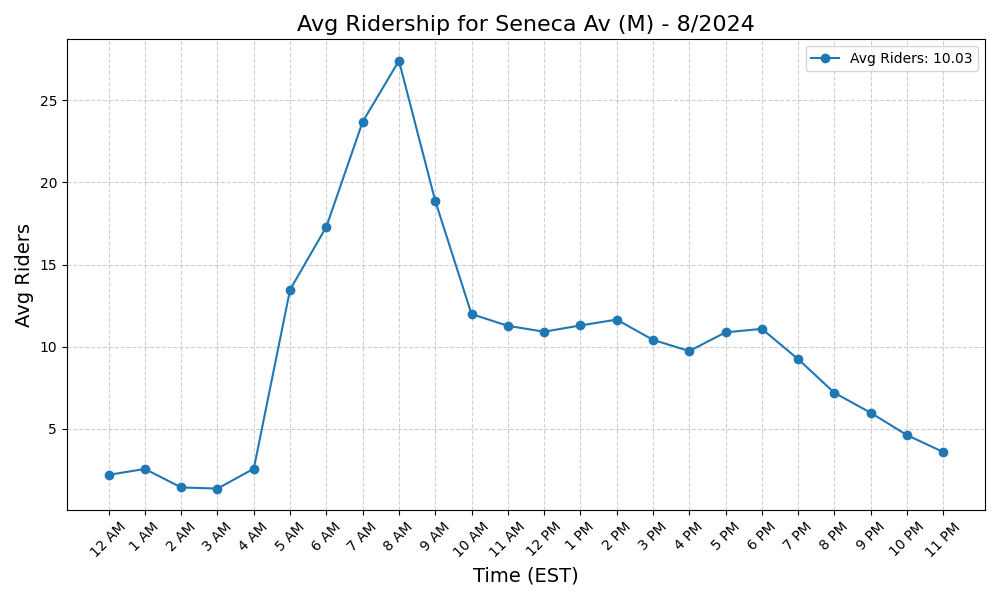 Avg Ridership for Seneca Av (M) - 8/2024
Avg Riders: 10.03
Avg Riders
25
20
15
10
5
12 AM
1 AM
2 AM
3 AM
4 AM
5 AM
6 AM
7 AM
8 AM
9 AM
10 AM
11 AM
12 PM
1 PM
2 PM
3 PM
4 PM
5 PM
6 PM
7 PM
8 PM
9 PM
10 PM
11 PM
Time (EST)